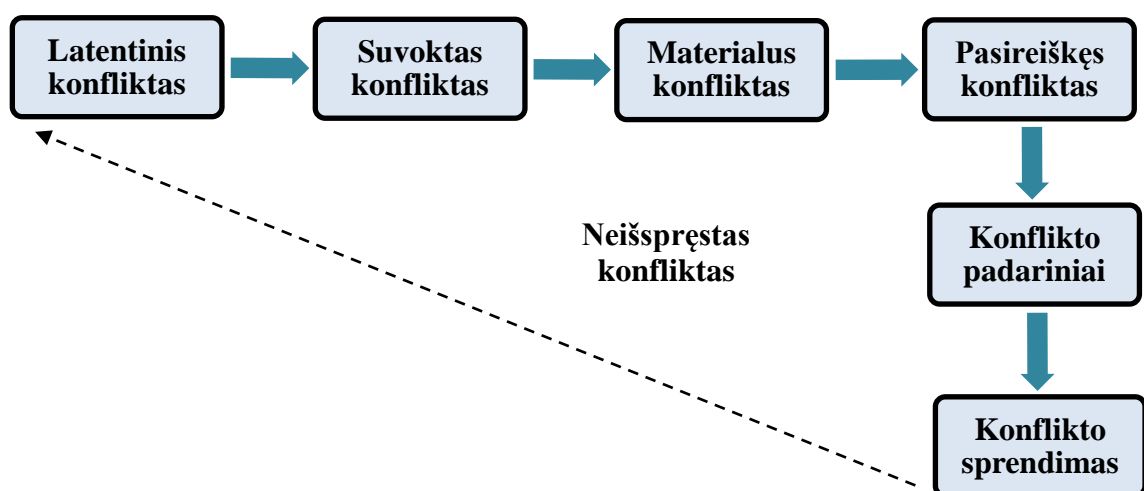 Latentinis
konfliktas
Suvoktas
konfliktas
Materialus
konfliktas
Pasireiškęs
konfliktas
Neišspręstas
konfliktas
Konflikto
padariniai
Konflikto
sprendimas